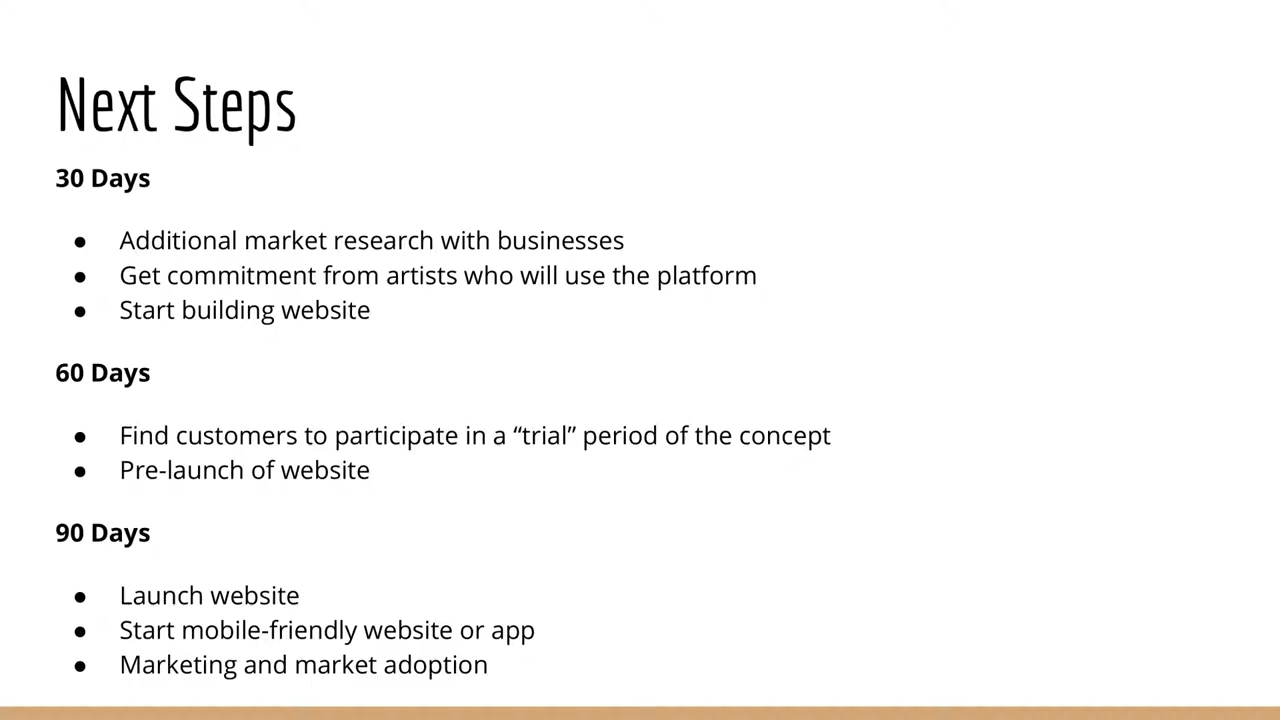 Next Steps
30 Days
● Additional market research with businesses
● Get commitment from artists who will use the platform
● Start building website
60 Days
● Find customers to participate in a “trial” period of the concept
● Pre-launch of website
90 Days
● Launch website
● Start mobile-friendly website or app
● Marketing and market adoption